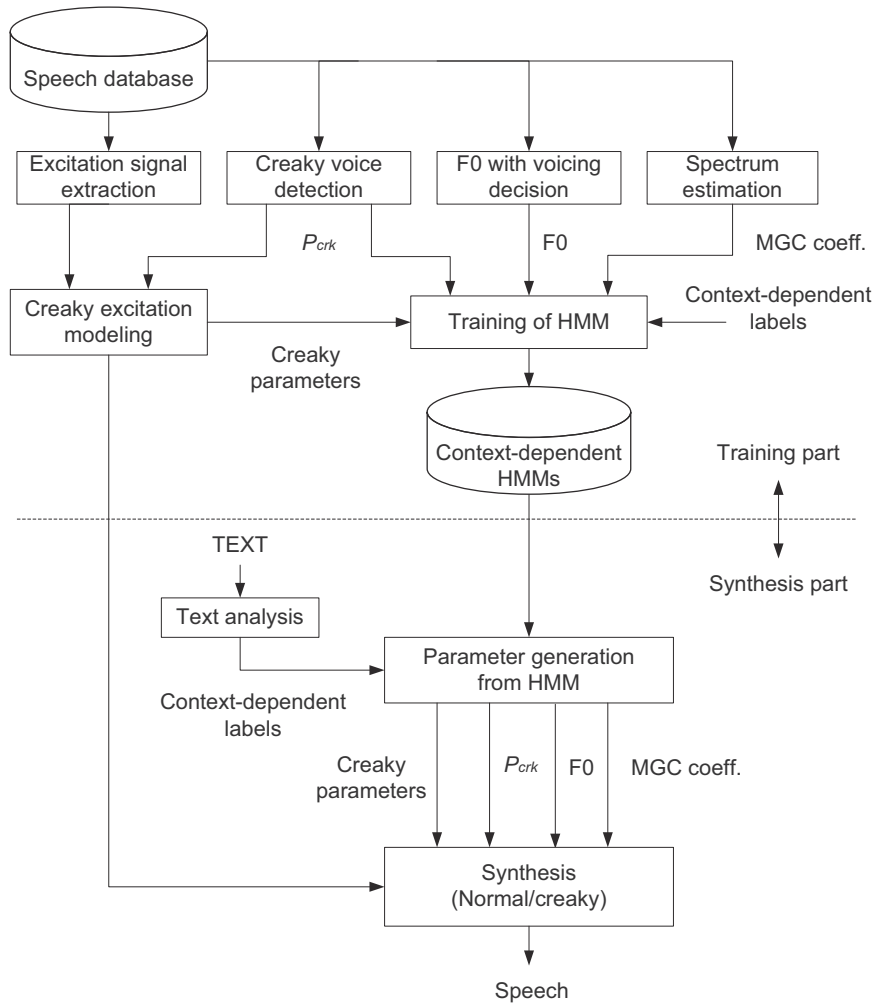 Speech database
Excitation signal
extraction
Creaky voice
detection
F0 with voicing
decision
Spectrum
estimation
Pcrk
F0
MGC coeff.
Creaky excitation
modeling
Training of HMM
Context-dependent
labels
Creaky
parameters
Context-dependent
HMMs
Training part
TEXT
Synthesis part
Text analysis
Parameter generation
from HMM
Context-dependent
labels
Creaky
parameters
Pcrk
F0
MGC coeff.
Synthesis
(Normal/creaky)
Speech